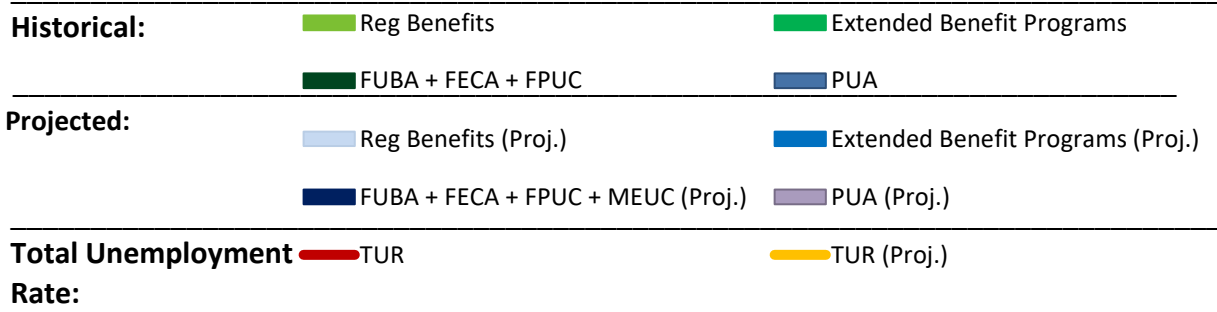 Historical: Reg Benefits Extended Benefit Programs
FUBA + FECA + FPUC PUA
Projected: Reg Benefits (Proj.) Extended Benefit Programs (Proj.)
FUBA + FECA + FPUC + MEUC (Proj.) PUA (Proj.)
Total Unemployment TUR TUR (Proj.)
Rate: